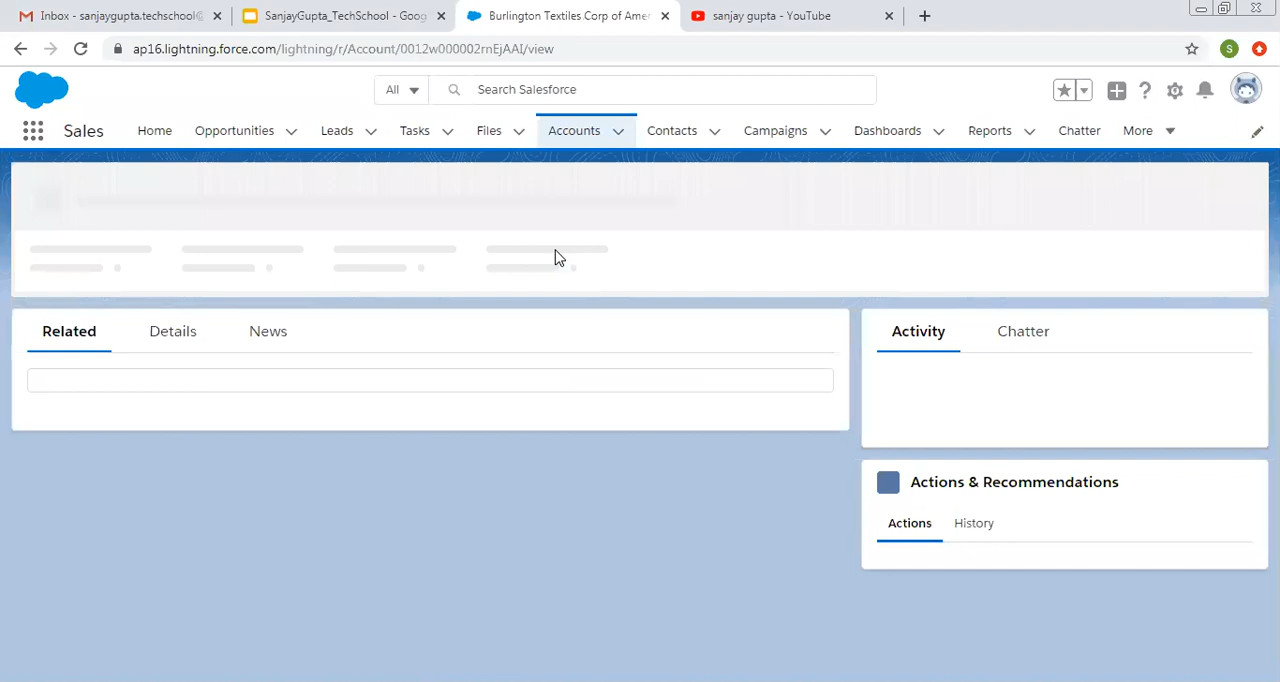 Inbox - sanjaygupta.techschool@
SanjayGupta_TechSchool - Goog
Burlington Textiles Corp of Amer
sanjay gupta - YouTube
ap16.lightning.force.com/lightning/r/Account/0012w000002rnEjAAI/view
S
All
Search Salesforce
Sales
Home
Opportunities
Leads
Tasks
Files
Accounts
Contacts
Campaigns
Dashboards
Reports
Chatter
More
Related
Details
News
Activity
Chatter
Actions & Recommendations
Actions
History